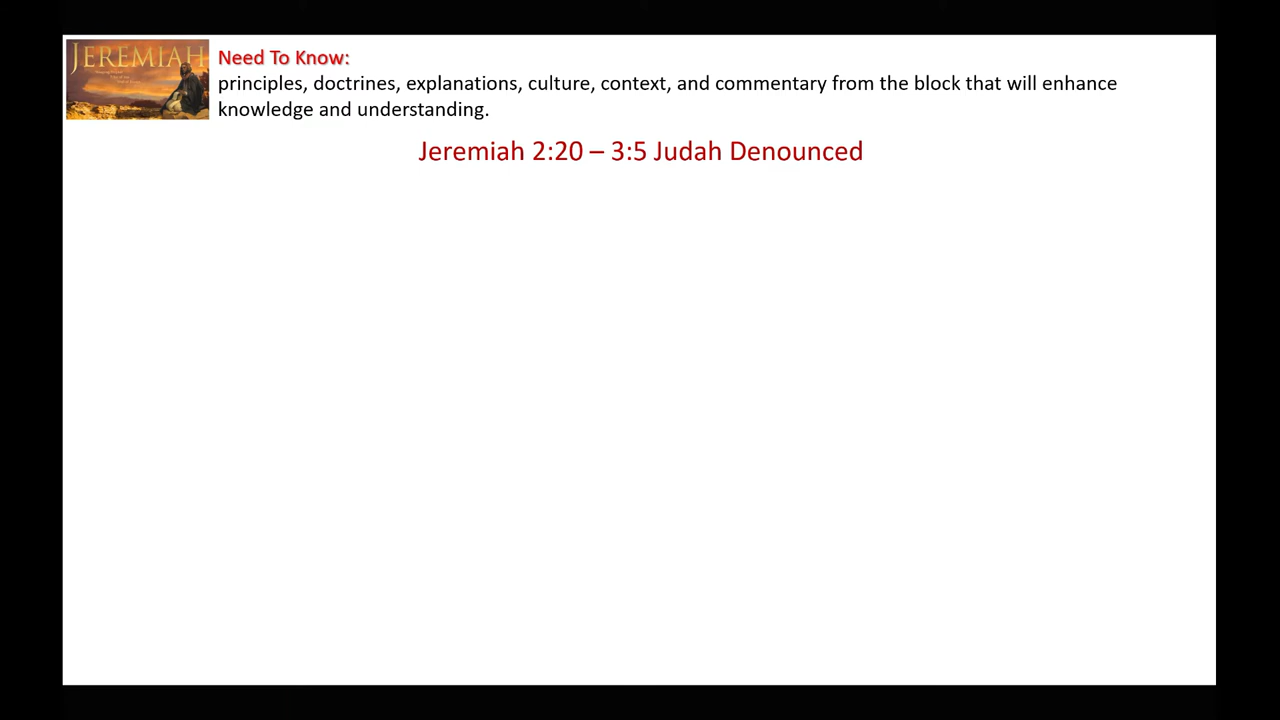 JEREMIAH
Need To Know:
principles, doctrines, explanations, culture, context, and commentary from the block that will enhance
knowledge and understanding.
Jeremiah 2:20 – 3:5 Judah Denounced